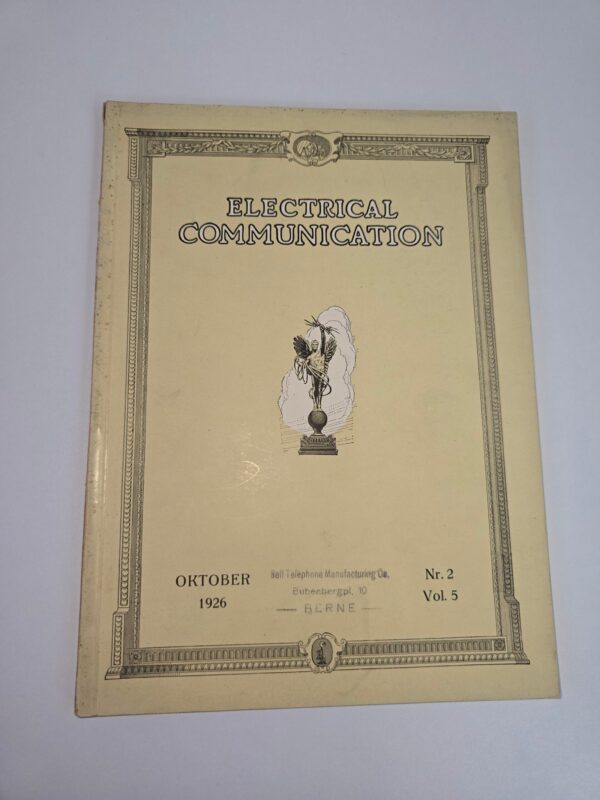 ELECTRICAL
COMMUNICATION
OKTOBER
1926
Bell Telephone Manufacturing Co.
Bubenbergpl. 10
— BERNE —
Nr. 2
Vol. 5